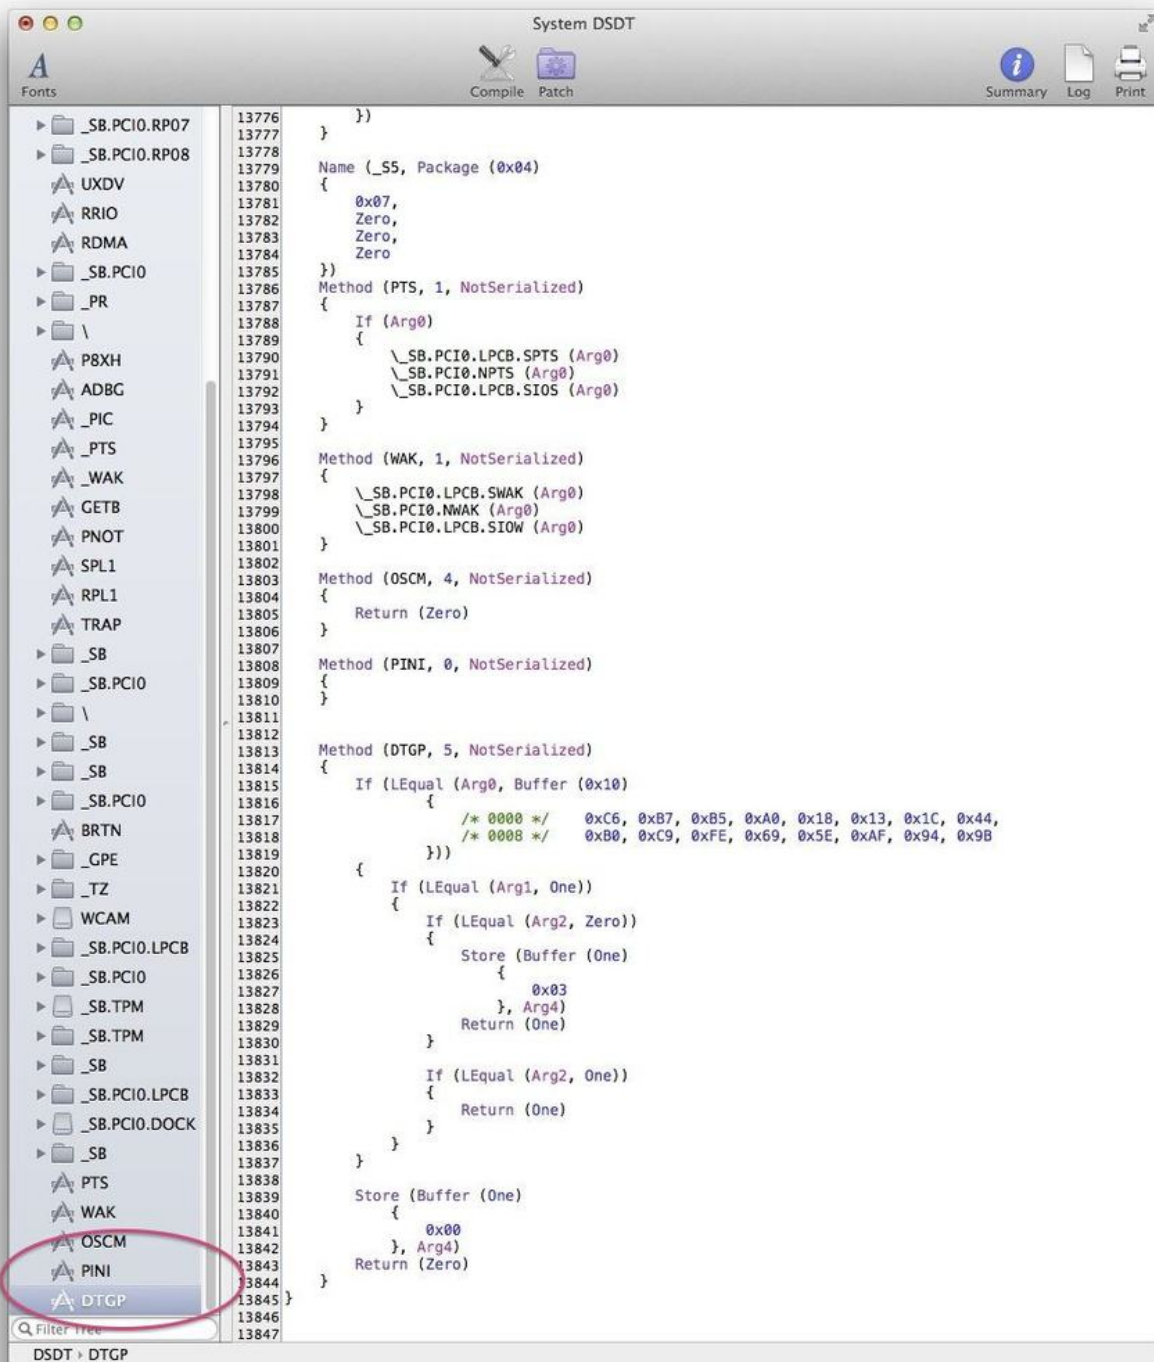 System DSDT
Fonts
Compile
Patch
Summary
Log
Print
_SB.PCI0.RP07
_SB.PCI0.RP08
UXDV
RRIO
RDMA
_SB.PCI0
_PR
\
P8XH
ADBG
_PIC
_PTS
_WAK
GETB
PNOT
SPL1
RPL1
TRAP
_SB
_SB.PCI0
\
_SB
_SB
_SB.PCI0
BRTN
_GPE
_TZ
WCAM
_SB.PCI0.LPCB
_SB.PCI0
_SB.TPM
_SB.TPM
_SB
_SB.PCI0.LPCB
_SB.PCI0.DOCK
_SB
PTS
WAK
OSCM
PINI
DTGP
Filter Tree
13776 })
13777 }
13778
13779 Name (_S5, Package (0x04)
13780 {
13781 0x07,
13782 Zero,
13783 Zero,
13784 Zero
13785 })
13786 Method (PTS, 1, NotSerialized)
13787 {
13788 If (Arg0)
13789 {
13790 \_SB.PCI0.LPCB.SPTS (Arg0)
13791 \_SB.PCI0.NPTS (Arg0)
13792 \_SB.PCI0.LPCB.SIOS (Arg0)
13793 }
13794 }
13795
13796 Method (WAK, 1, NotSerialized)
13797 {
13798 \_SB.PCI0.LPCB.SWAK (Arg0)
13799 \_SB.PCI0.NWAK (Arg0)
13800 \_SB.PCI0.LPCB.SIOW (Arg0)
13801 }
13802
13803 Method (OSCM, 4, NotSerialized)
13804 {
13805 Return (Zero)
13806 }
13807
13808 Method (PINI, 0, NotSerialized)
13809 {
13810 }
13811
13812
13813 Method (DTGP, 5, NotSerialized)
13814 {
13815 If (LEqual (Arg0, Buffer (0x10)
13816 {
13817 /* 0000 */ 0xC6, 0xB7, 0xB5, 0xA0, 0x18, 0x13, 0x1C, 0x44,
13818 /* 0008 */ 0xB0, 0xC9, 0xFE, 0x69, 0x5E, 0xAF, 0x94, 0x9B
13819 }))
13820 {
13821 If (LEqual (Arg1, One))
13822 {
13823 If (LEqual (Arg2, Zero))
13824 {
13825 Store (Buffer (One)
13826 {
13827 0x03
13828 }, Arg4)
13829 Return (One)
13830 }
13831
13832 If (LEqual (Arg2, One))
13833 {
13834 Return (One)
13835 }
13836 }
13837 }
13838
13839 Store (Buffer (One)
13840 {
13841 0x00
13842 }, Arg4)
13843 Return (Zero)
13844 }
13845 }
13846
13847
DSDT › DTGP